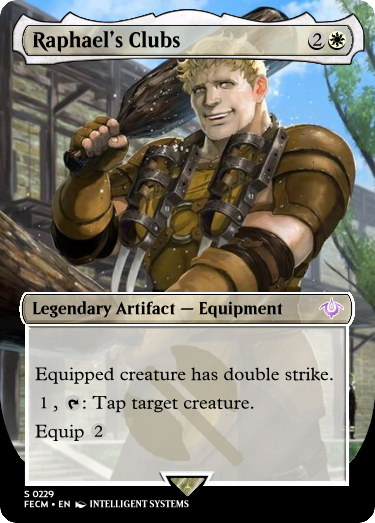 Raphael's Clubs 2
Legendary Artifact — Equipment
Equipped creature has double strike.
1 , : Tap target creature.
Equip 2
S 0229
FECM • EN INTELLIGENT SYSTEMS